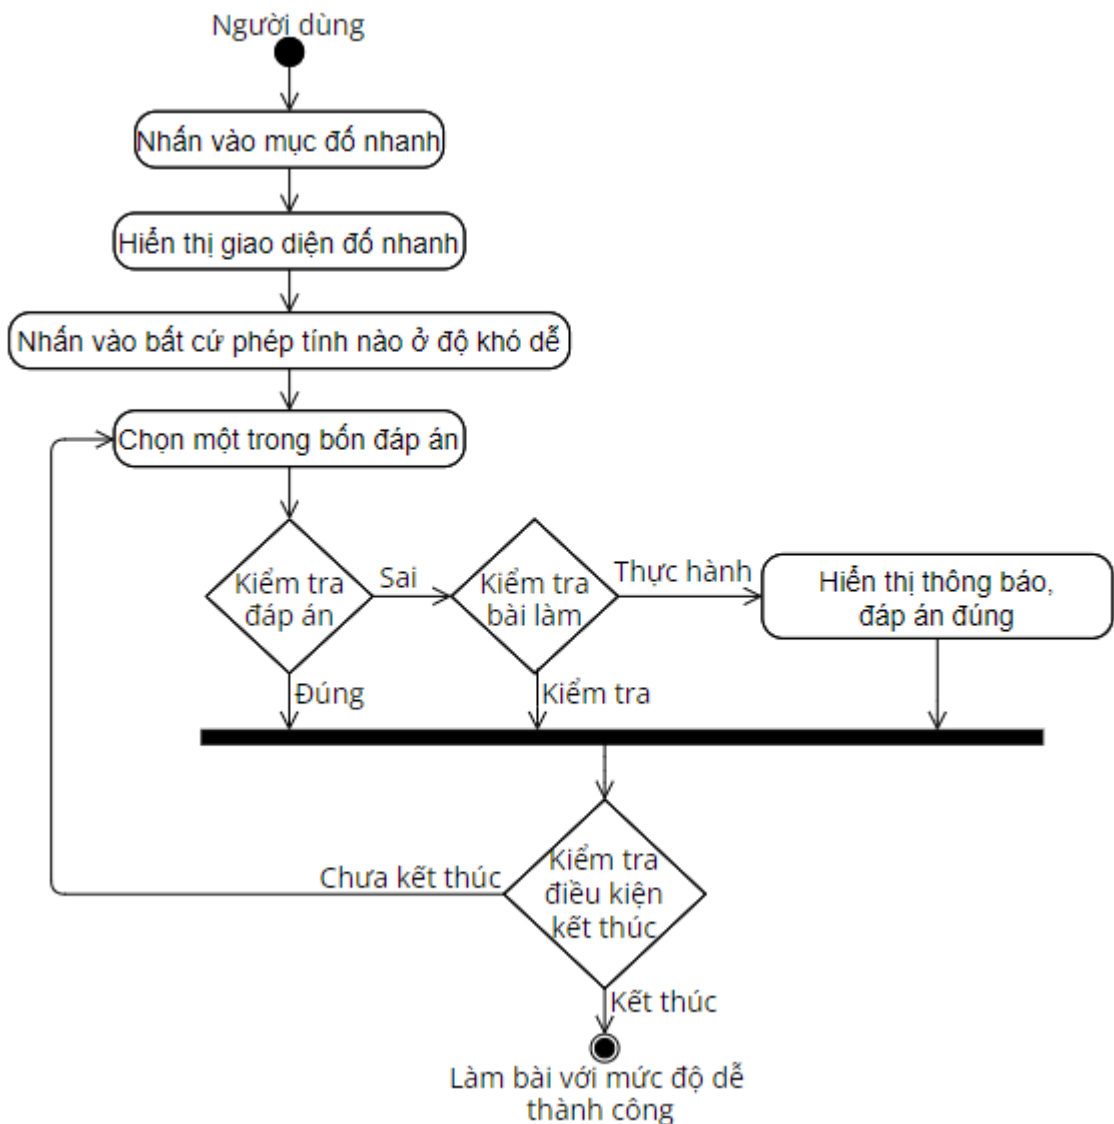 Người dùng
Nhấn vào mục đố nhanh
Hiển thị giao diện đố nhanh
Nhấn vào bất cứ phép tính nào ở độ khó dễ
Chọn một trong bốn đáp án
Kiểm tra
đáp án
Sai
Kiểm tra
bài làm
Thực hành
Hiển thị thông báo,
đáp án đúng
Đúng
Kiểm tra
Kiểm tra
điều kiện
kết thúc
Chưa kết thúc
Kết thúc
Làm bài với mức độ dễ
thành công